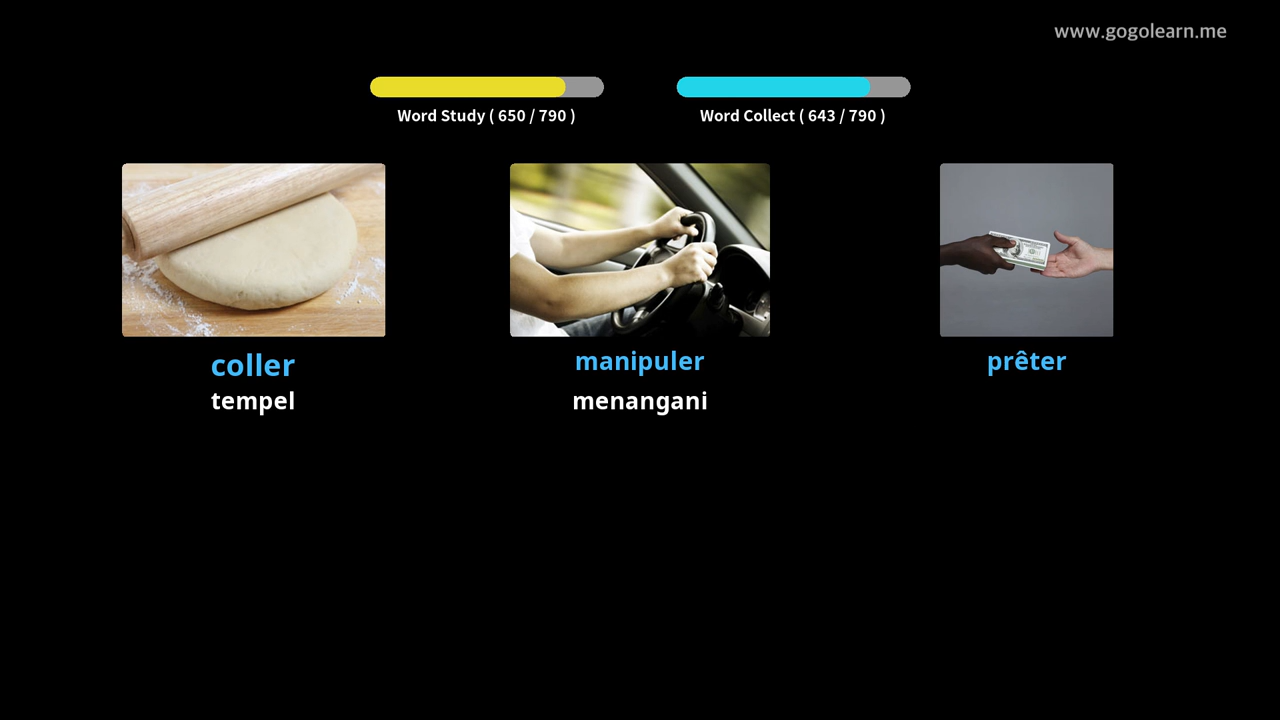 www.gogolearn.me
Word Study ( 650 / 790 )
Word Collect ( 643 / 790 )
coller
tempel
manipuler
menangani
prêter